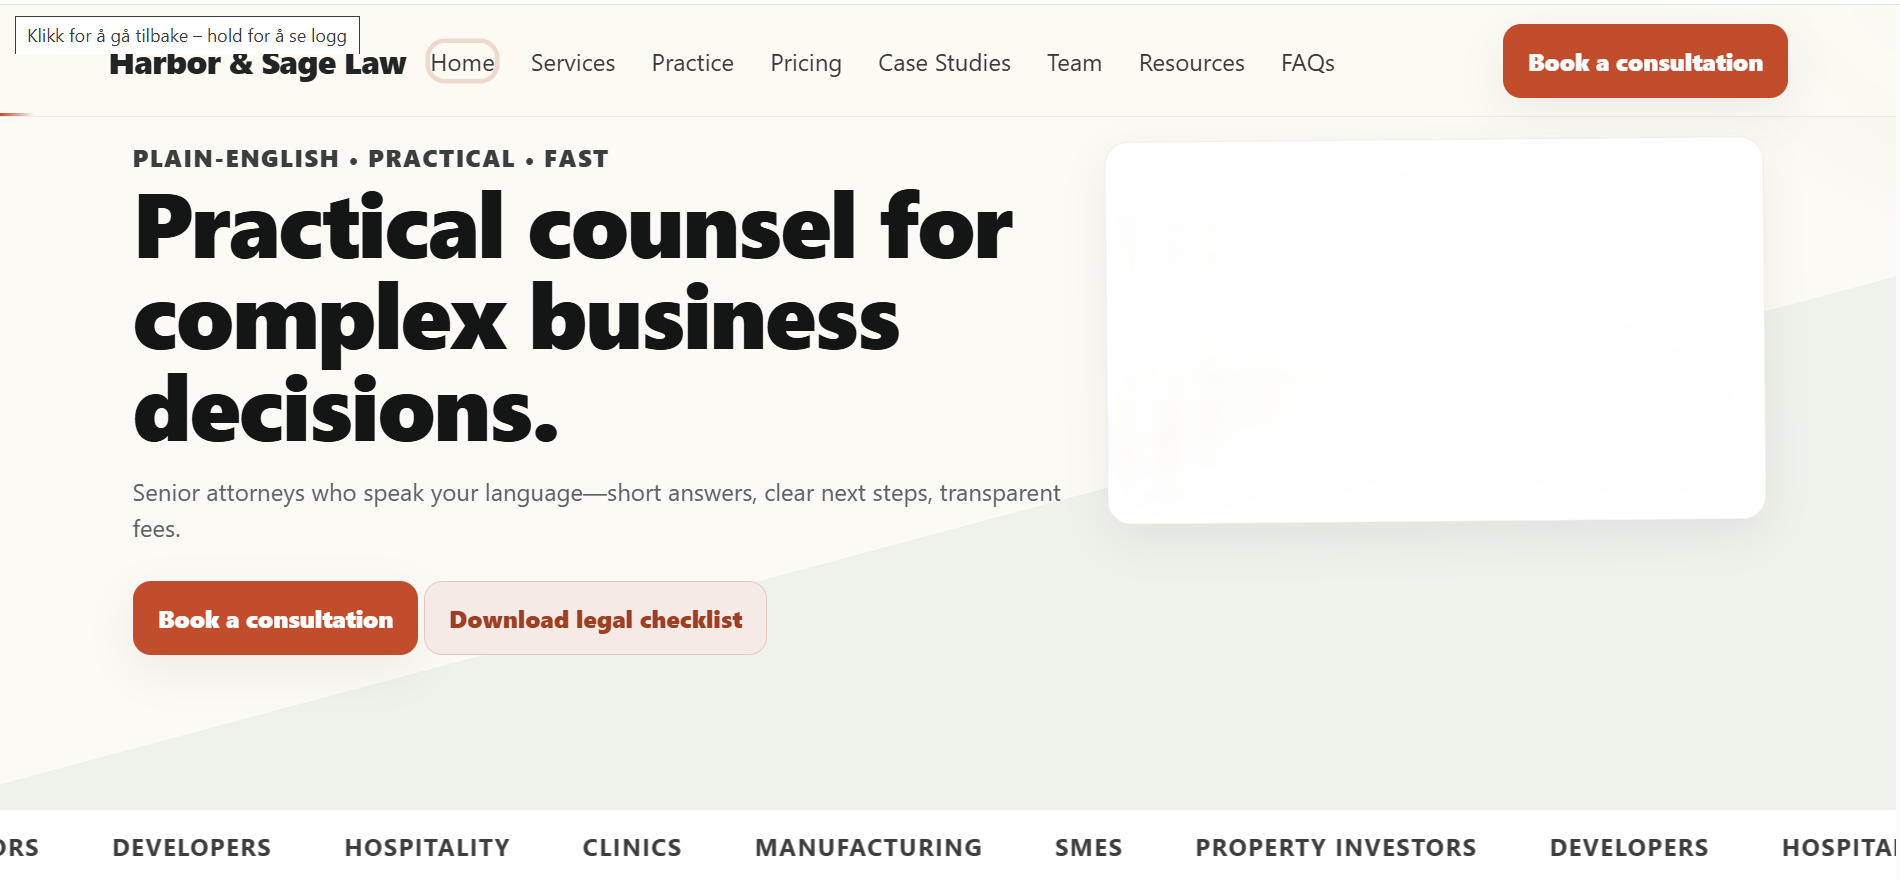 Klikk for å gå tilbake – hold for å se logg
Harbor & Sage Law Home Services Practice Pricing Case Studies Team Resources FAQs Book a consultation
PLAIN-ENGLISH • PRACTICAL • FAST
Practical counsel for
complex business
decisions.
Senior attorneys who speak your language—short answers, clear next steps, transparent
fees.
Book a consultation Download legal checklist
ORS DEVELOPERS HOSPITALITY CLINICS MANUFACTURING SMES PROPERTY INVESTORS DEVELOPERS HOSPITA